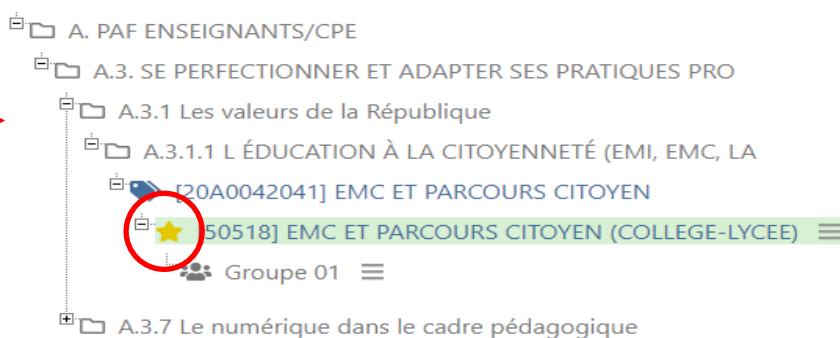 A. PAF ENSEIGNANTS/CPE
A.3. SE PERFECTIONNER ET ADAPTER SES PRATIQUES PRO
A.3.1 Les valeurs de la République
A.3.1.1 L ÉDUCATION À LA CITOYENNETÉ (EMI, EMC, LA
[20A0042041] EMC ET PARCOURS CITOYEN
50518] EMC ET PARCOURS CITOYEN (COLLEGE-LYCEE)
Groupe 01
A.3.7 Le numérique dans le cadre pédagogique